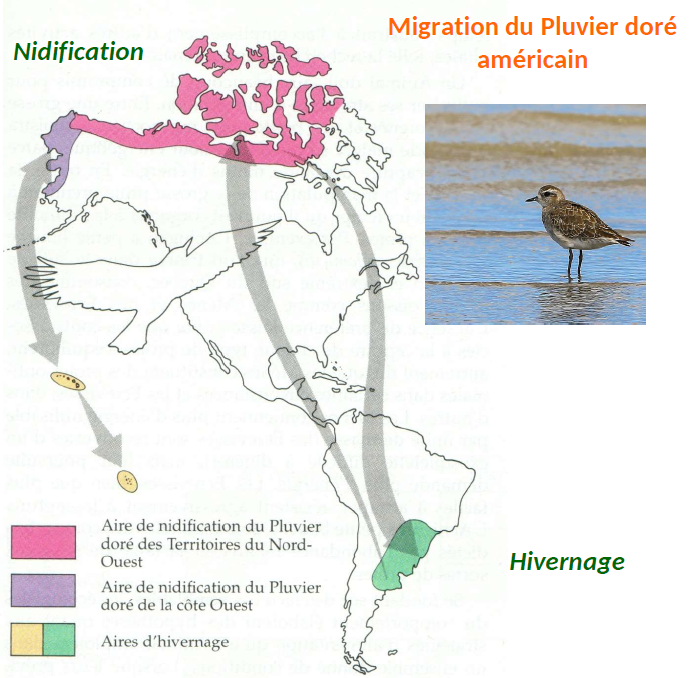 Migration du Pluvier doré
américain
Nidification
Hivernage
Aire de nidification du Pluvier
doré des Territoires du Nord-
Ouest
Aire de nidification du Pluvier
doré de la côte Ouest
Aires d'hivernage